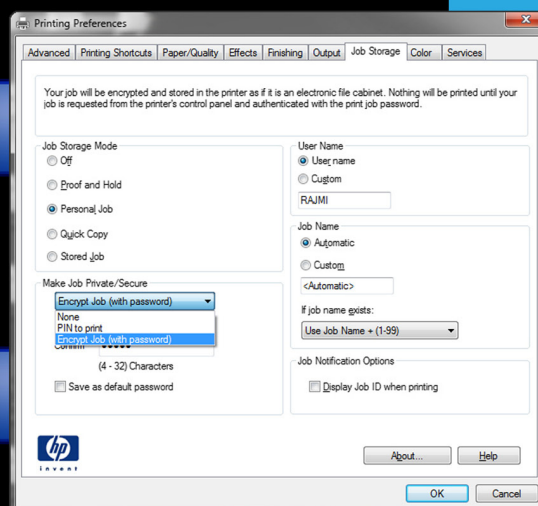 Printing Preferences
Advanced Printing Shortcuts Paper/Quality Effects Finishing Output Job Storage Color Services
Your job will be encrypted and stored in the printer as if it is an electronic file cabinet. Nothing will be printed until your
job is requested from the printer's control panel and authenticated with the print job password.
Job Storage Mode
Off
Proof and Hold
Personal Job
Quick Copy
Stored Job
Make Job Private/Secure
Encrypt Job (with password)
None
PIN to print
Encrypt Job (with password)
Confirm
(4 - 32) Characters
Save as default password
User Name
User name
Custom
RAJMI
Job Name
Automatic
Custom
<Automatic>
If job name exists:
Use Job Name + (1-99)
Job Notification Options
Display Job ID when printing
hp
invent
About... Help
OK Cancel